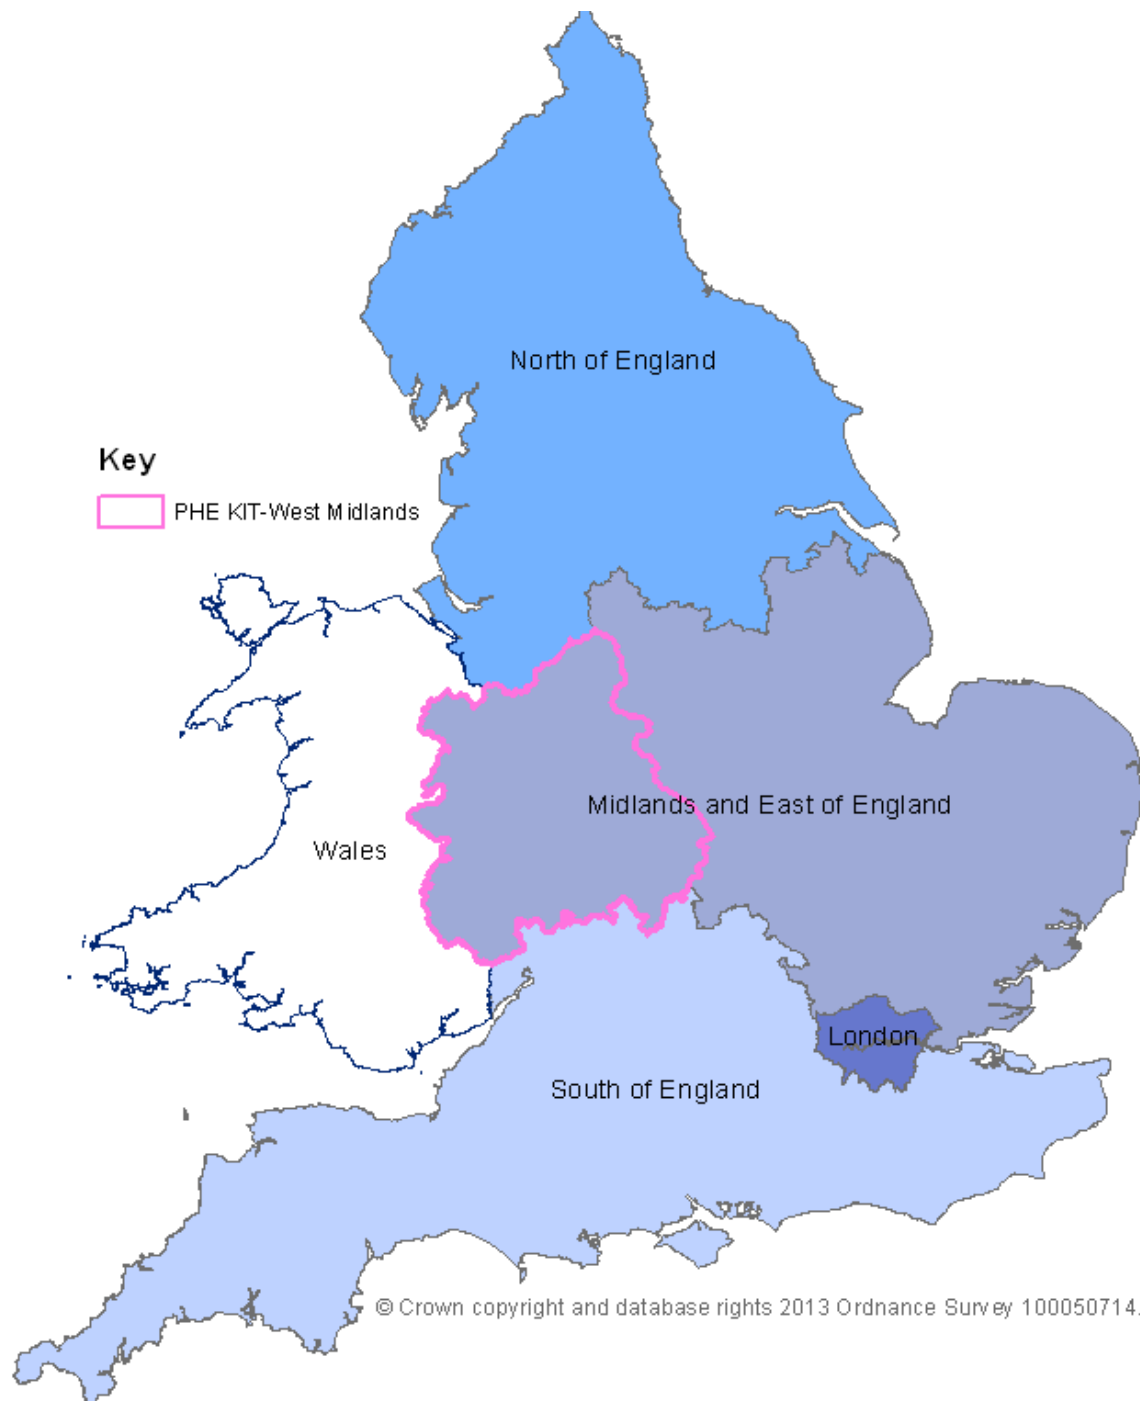 North of England
Key
PHE KIT-West Midlands
Midlands and East of England
Wales
London
South of England
© Crown copyright and database rights 2013 Ordnance Survey 100050714.